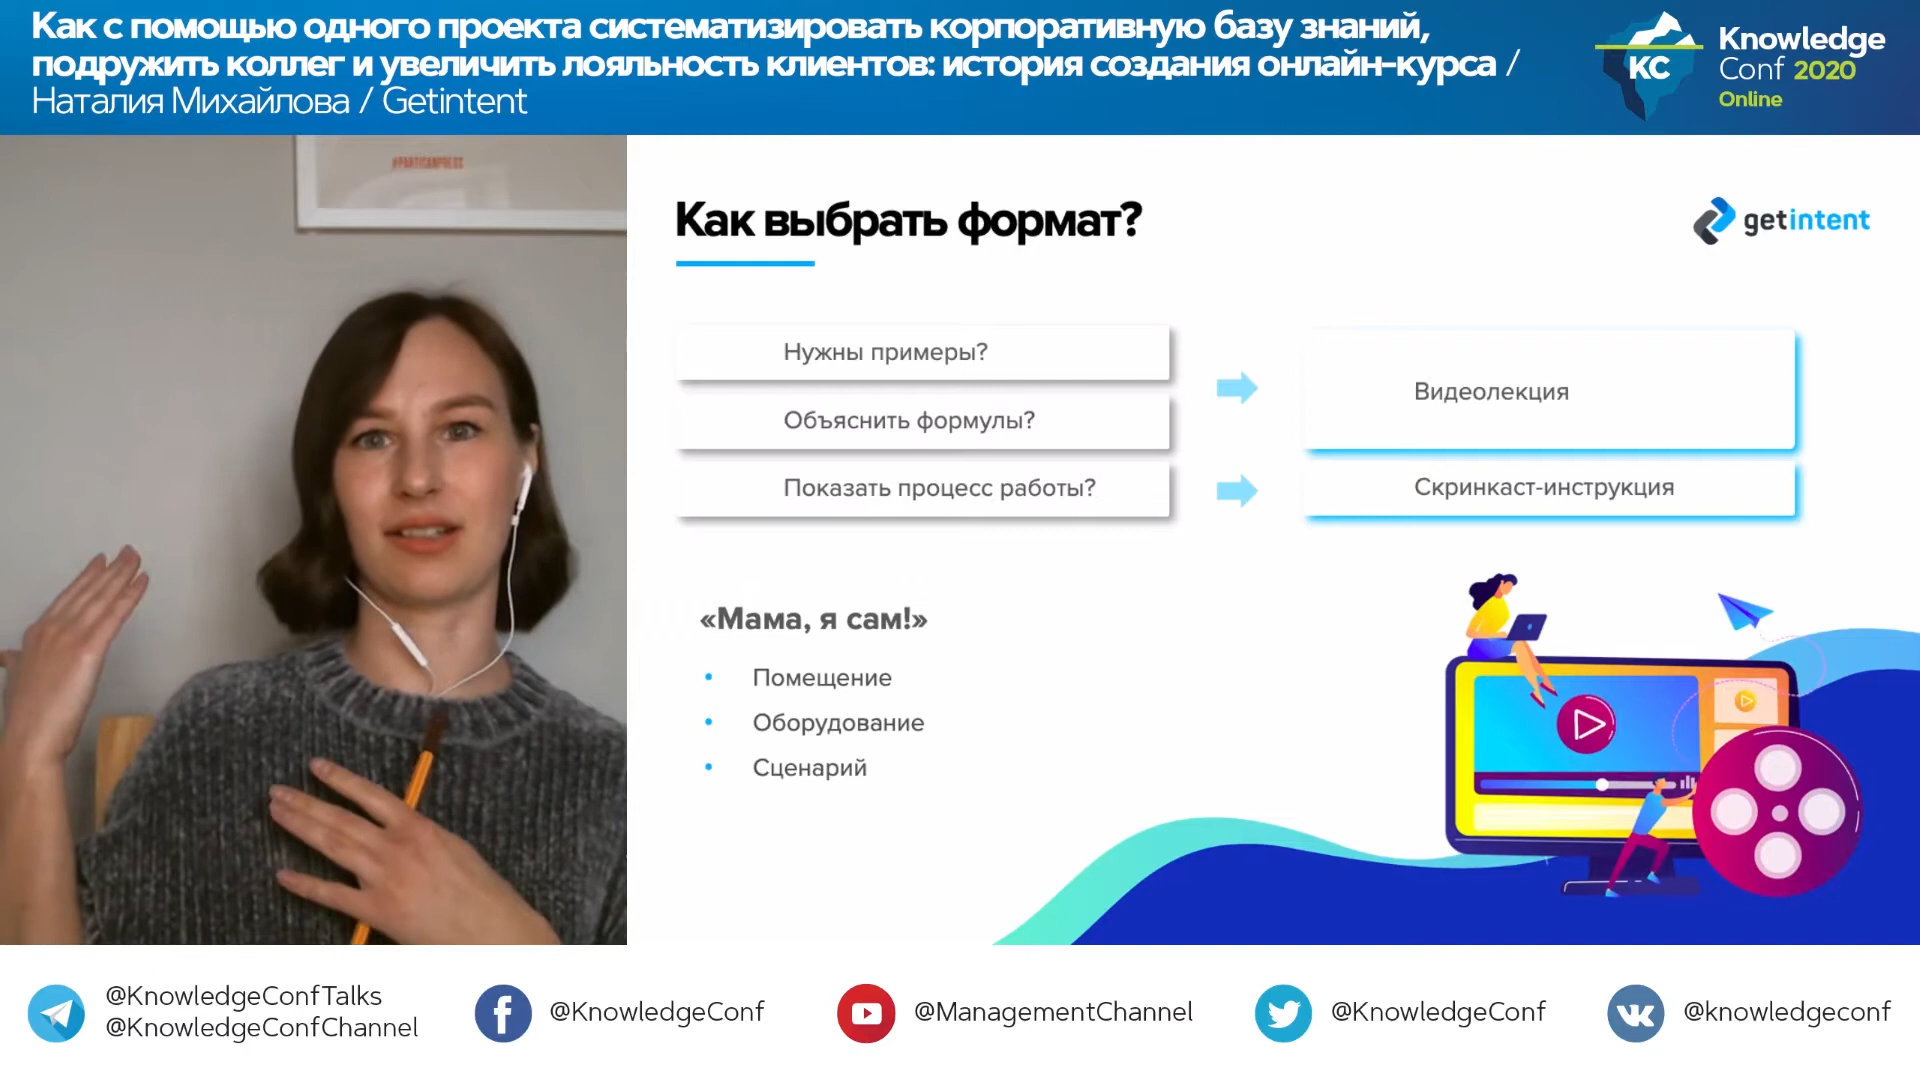 Как с помощью одного проекта систематизировать корпоративную базу знаний,
подружить коллег и увеличить лояльность клиентов: история создания онлайн-курса /
Наталия Михайлова / Getintent
KC
Knowledge
Conf 2020
Online
#PARTISANPRESS
Как выбрать формат?
getintent
Нужны примеры?
Объяснить формулы?
Показать процесс работы?
Видеолекция
Скринкаст-инструкция
«Мама, я сам!»
• Помещение
• Оборудование
• Сценарий
@KnowledgeConfTalks
@KnowledgeConfChannel
@KnowledgeConf
@ManagementChannel
@KnowledgeConf
@knowledgeconf